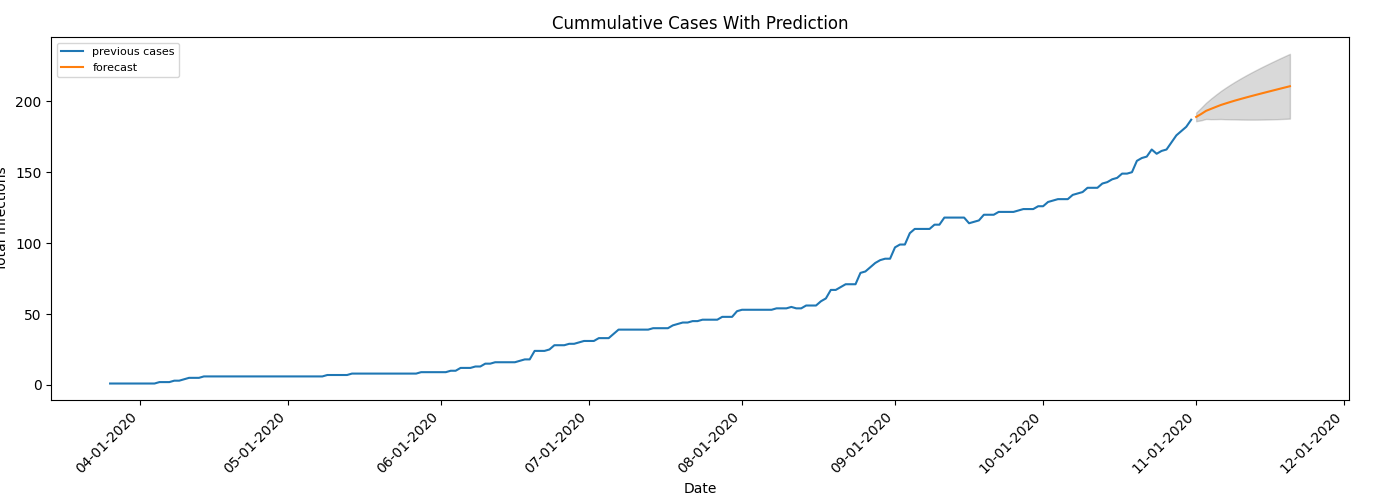 Cummulative Cases With Prediction
previous cases
forecast
200
150
100
50
0
Total Infections
04-01-2020
05-01-2020
06-01-2020
07-01-2020
08-01-2020
09-01-2020
10-01-2020
11-01-2020
12-01-2020
Date